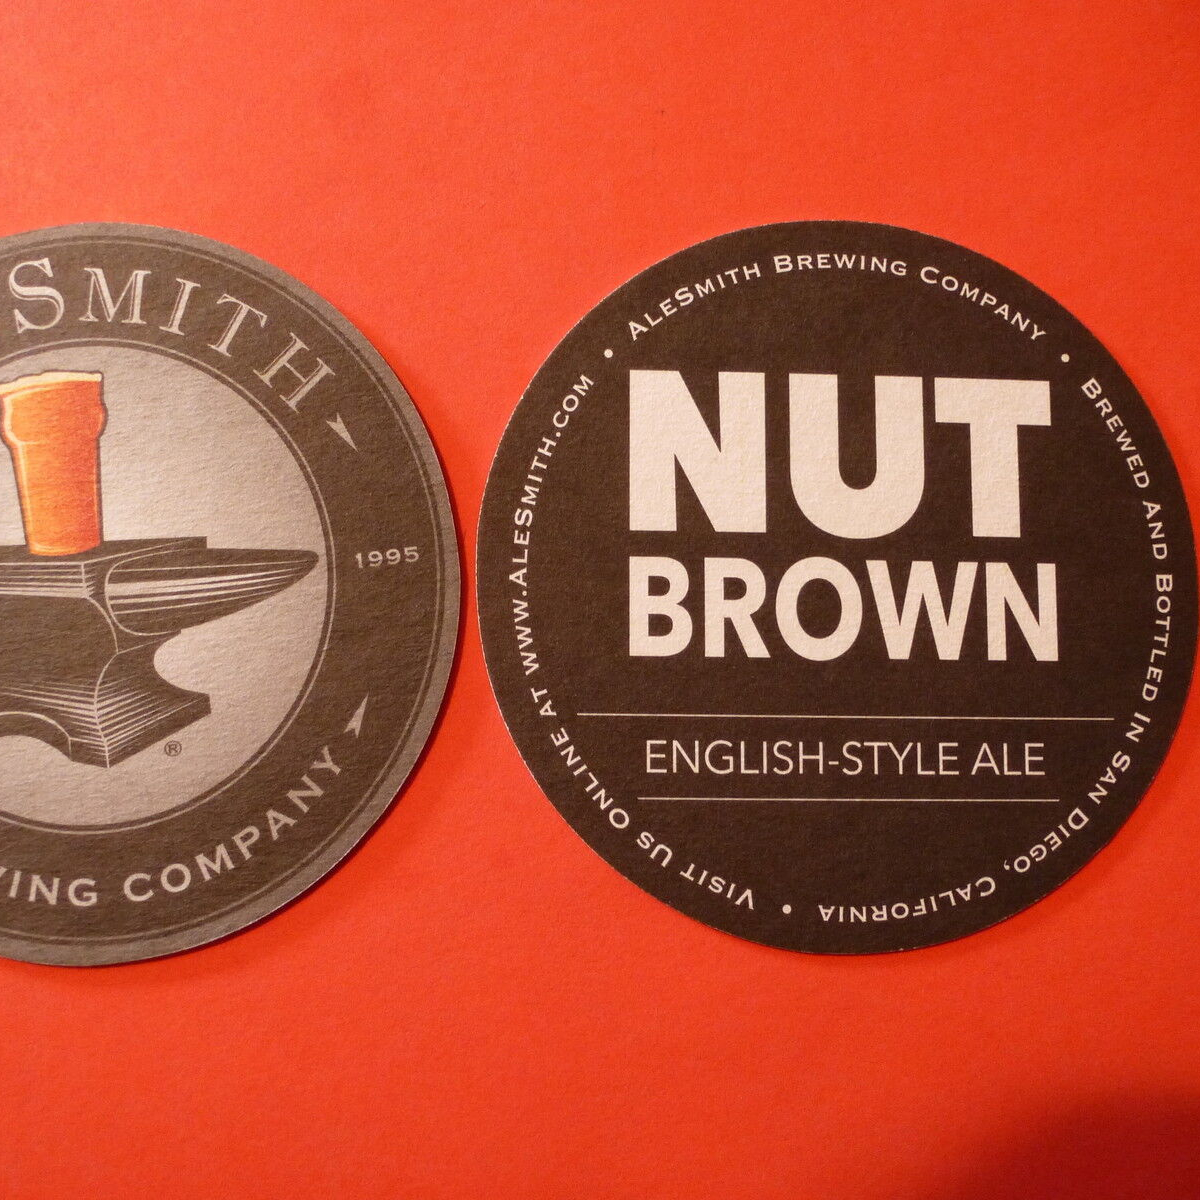 SMITH
1995
®
ING COMPANY
ALESMITH BREWING COMPANY •
BREWED AND BOTTLED IN SAN DIEGO, CALIFORNIA •
VISIT US ONLINE AT WWW.ALESMITH.COM •
NUT
BROWN
ENGLISH-STYLE ALE